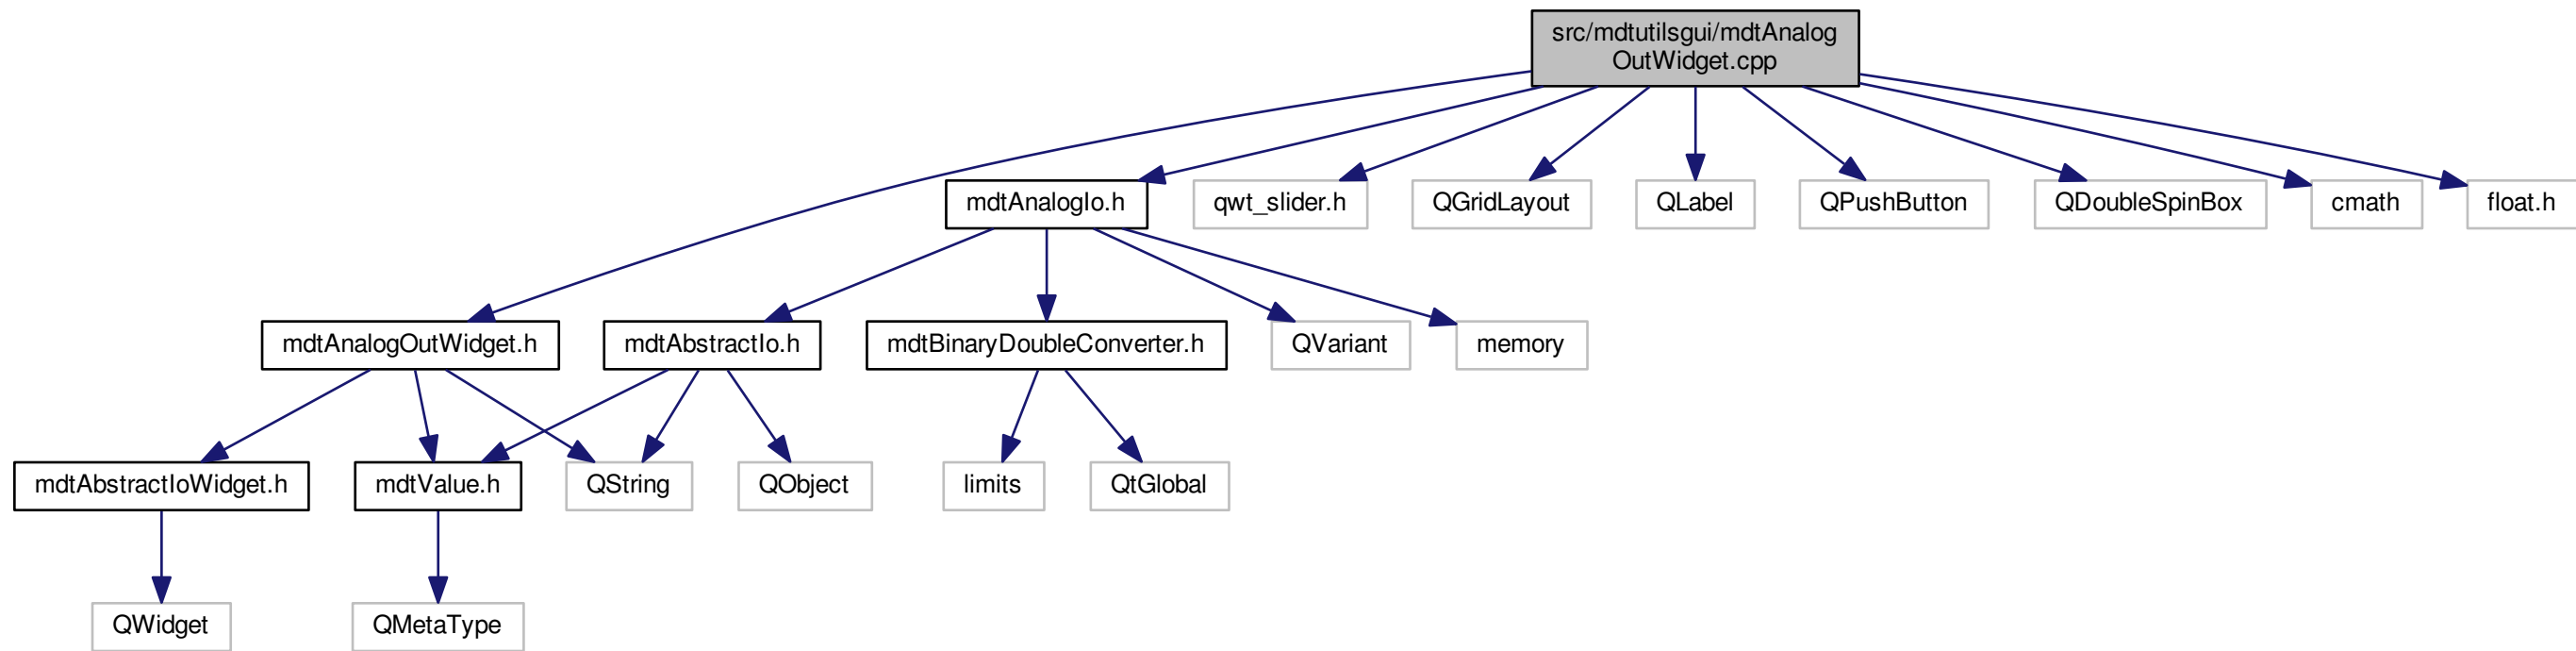 src/mdtutilsgui/mdtAnalog
OutWidget.cpp
mdtAnalogIo.h
qwt_slider.h
QGridLayout
QLabel
QPushButton
QDoubleSpinBox
cmath
float.h
mdtAnalogOutWidget.h
mdtAbstractIo.h
mdtBinaryDoubleConverter.h
QVariant
memory
mdtAbstractIoWidget.h
mdtValue.h
QString
QObject
limits
QtGlobal
QWidget
QMetaType